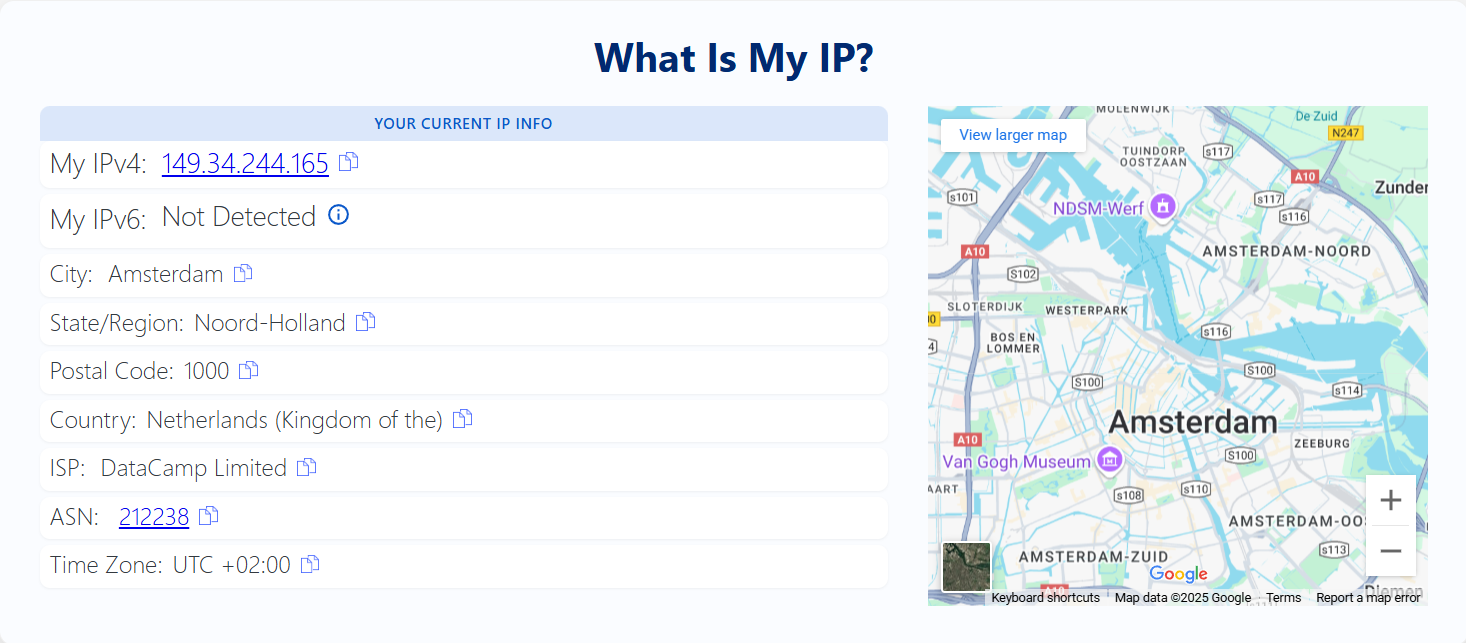 What Is My IP?
YOUR CURRENT IP INFO
My IPv4: 149.34.244.165
My IPv6: Not Detected
City: Amsterdam
State/Region: Noord-Holland
Postal Code: 1000
Country: Netherlands (Kingdom of the)
ISP: DataCamp Limited
ASN: 212238
Time Zone: UTC +02:00
MOLENWIJK
De Zuid
View larger map
N247
TUINDORP
OOSTZAAN
s117
A10
Zunder
s101
NDSM-Werf
s117
s116
A10
AMSTERDAM-NOORD
S102
SLOTERDIJK
WESTERPARK
s116
BOS EN
LOMMER
S100
S100
s114
Amsterdam
A10
ZEEBURG
Van Gogh Museum
S100
AART
s108
s110
+
AMSTERDAM-OO
AMSTERDAM-ZUID
s113
−
Google
Diemen
Keyboard shortcuts
Map data ©2025 Google
Terms
Report a map error